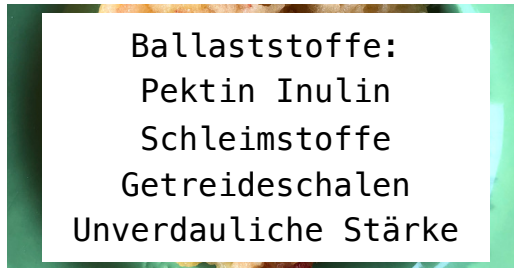 Ballaststoffe:
Pektin Inulin
Schleimstoffe
Getreideschalen
Unverdauliche Stärke